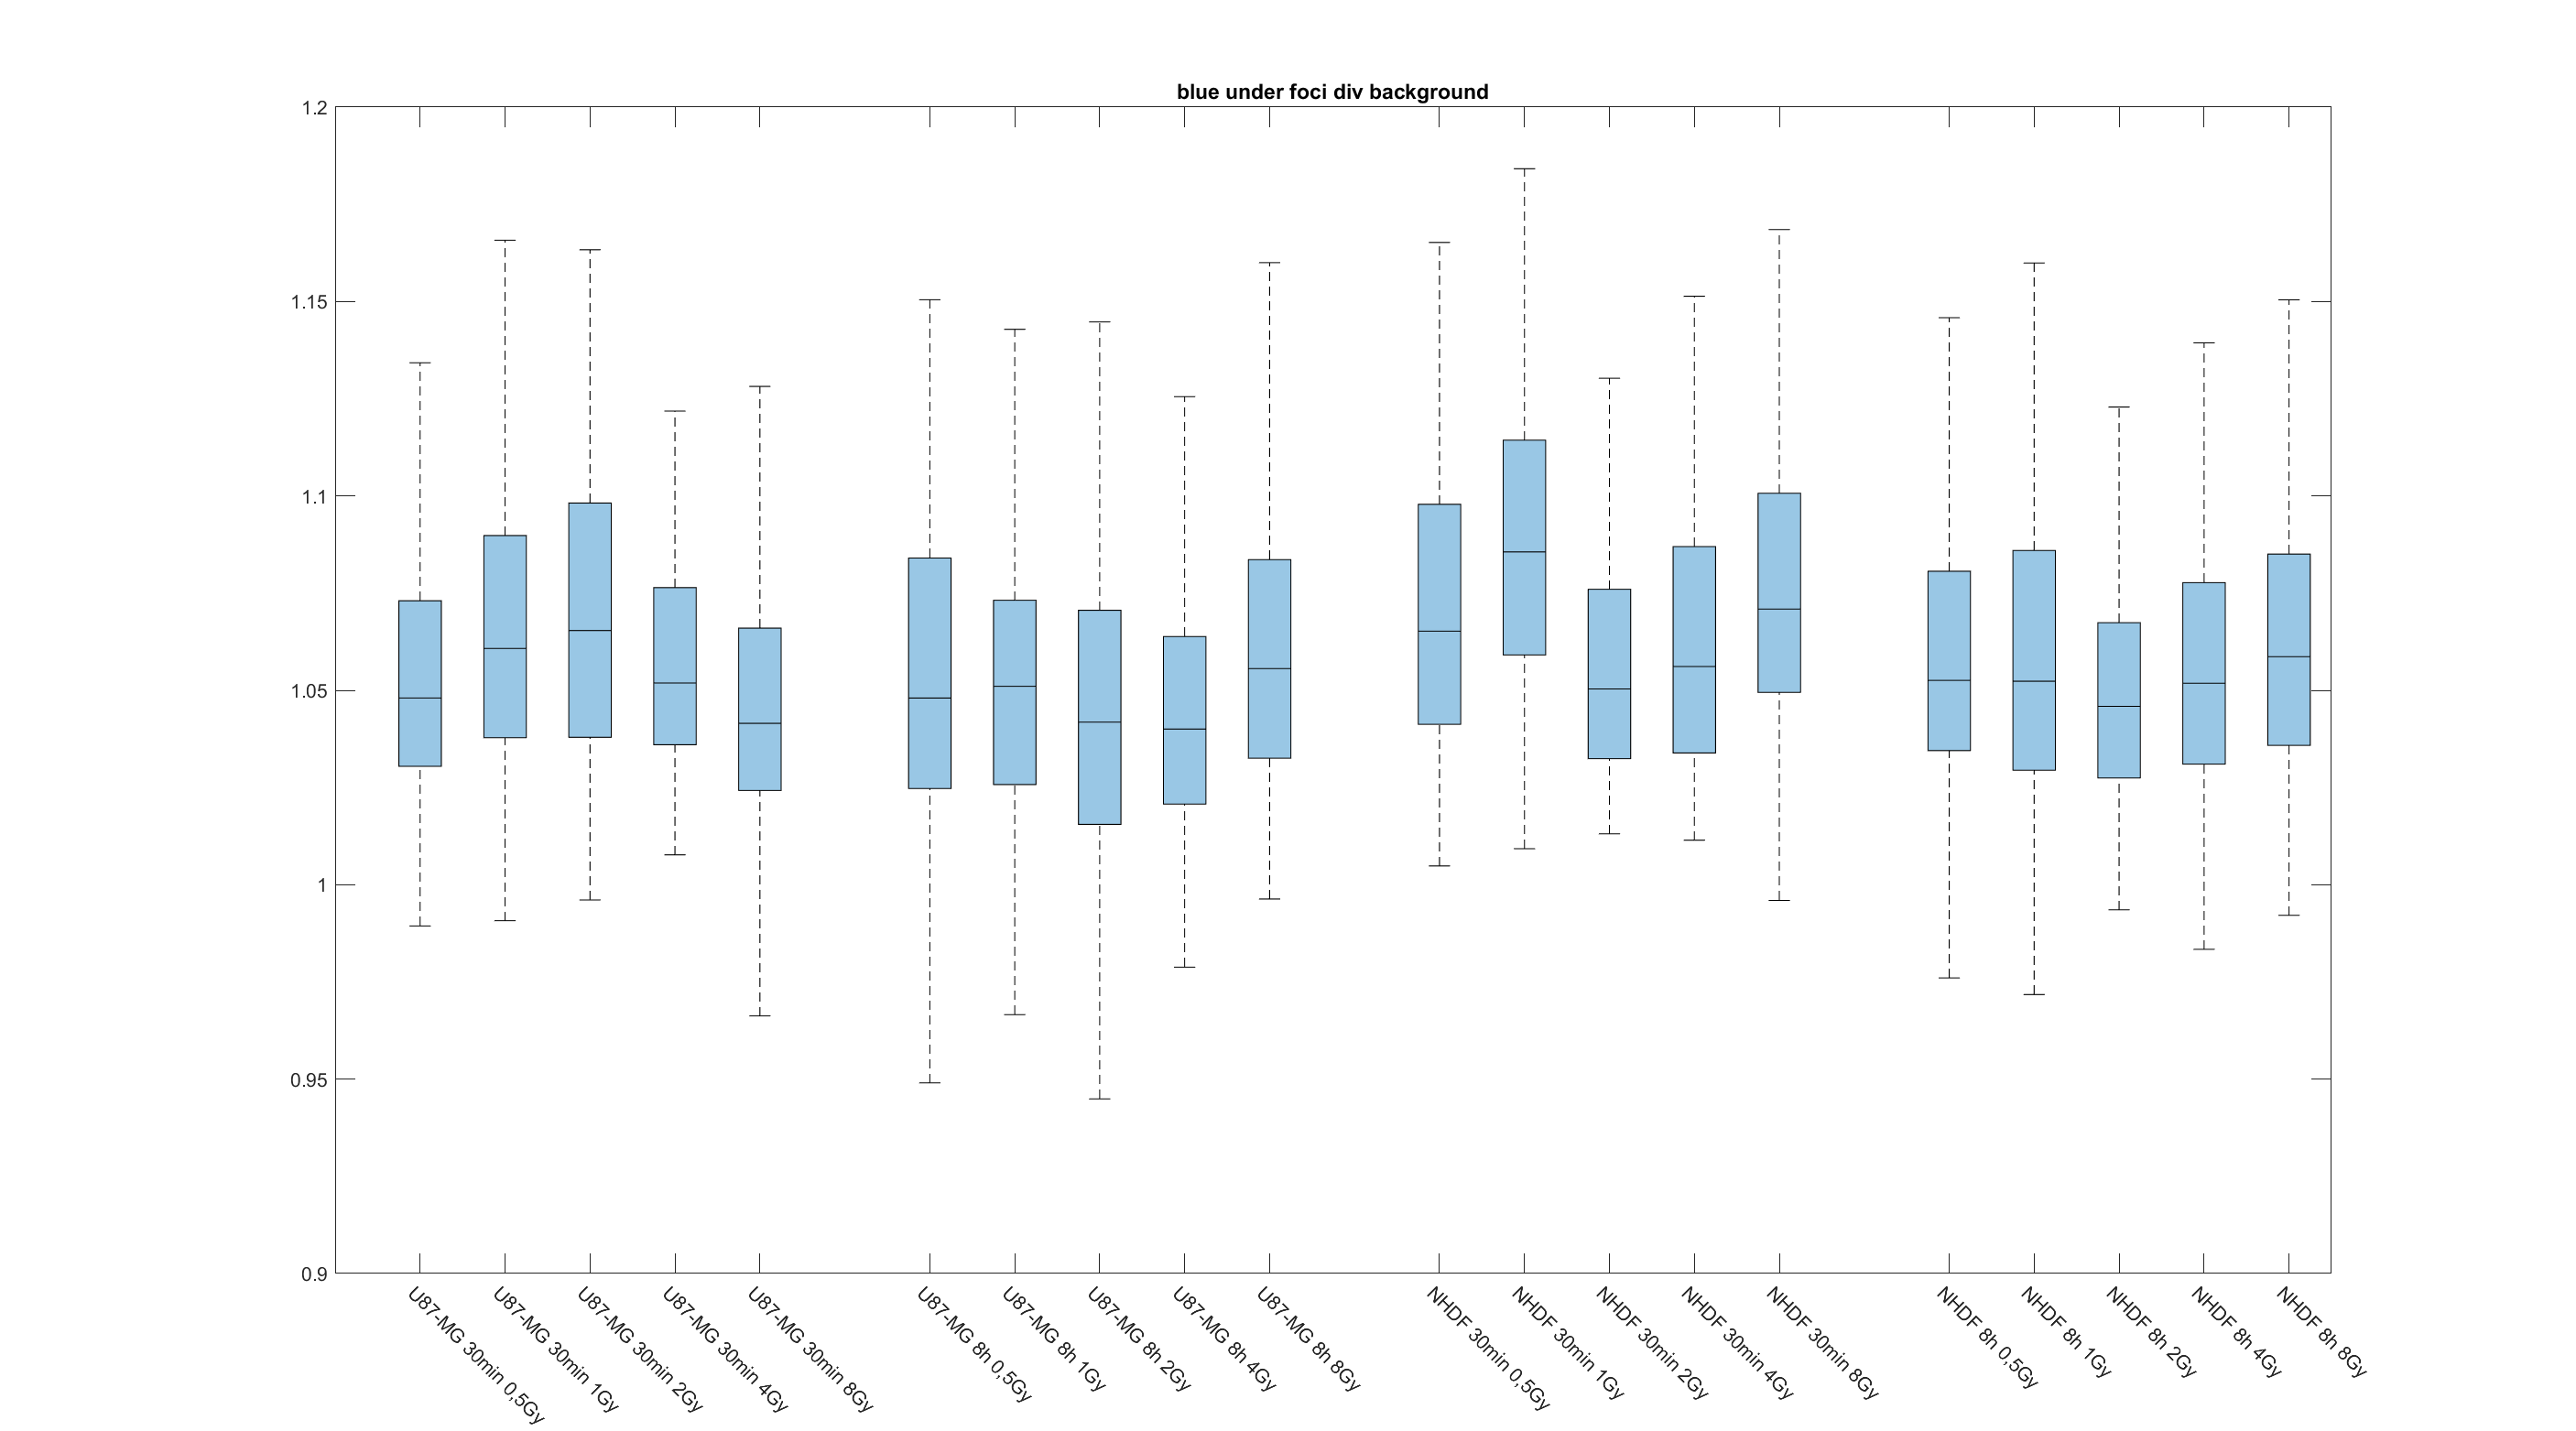 blue under foci div background
1.2
1.15
1.1
1.05
1
0.95
0.9
U87-MG 30min 0,5Gy
U87-MG 30min 1Gy
U87-MG 30min 2Gy
U87-MG 30min 4Gy
U87-MG 30min 8Gy
U87-MG 8h 0,5Gy
U87-MG 8h 1Gy
U87-MG 8h 2Gy
U87-MG 8h 4Gy
U87-MG 8h 8Gy
NHDF 30min 0,5Gy
NHDF 30min 1Gy
NHDF 30min 2Gy
NHDF 30min 4Gy
NHDF 30min 8Gy
NHDF 8h 0,5Gy
NHDF 8h 1Gy
NHDF 8h 2Gy
NHDF 8h 4Gy
NHDF 8h 8Gy